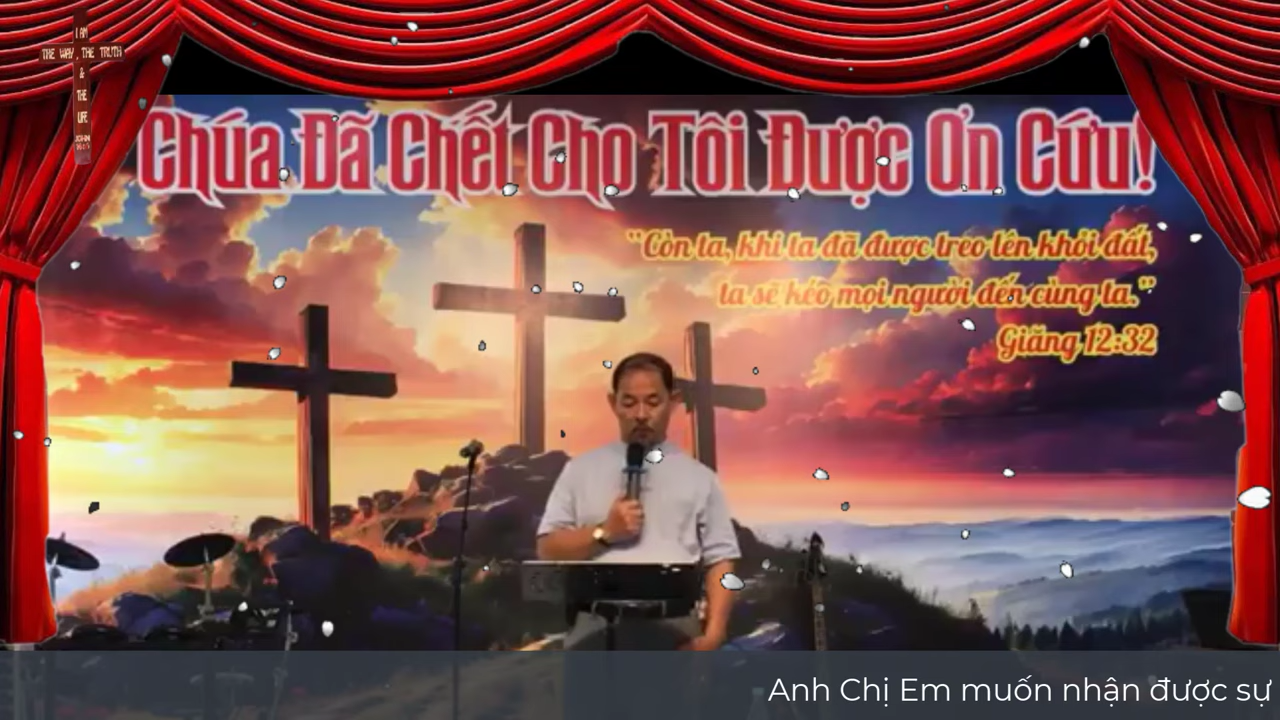 I AM
THE WAY, THE TRUTH
&
THE
LIFE
Chúa Đã Chết Cho Tôi Được Ơn Cứu!
"Còn ta, khi ta đã được treo lên khỏi đất,
ta sẽ kéo mọi người đến cùng ta."
Giăng 12:32
Anh Chị Em muốn nhận được sự